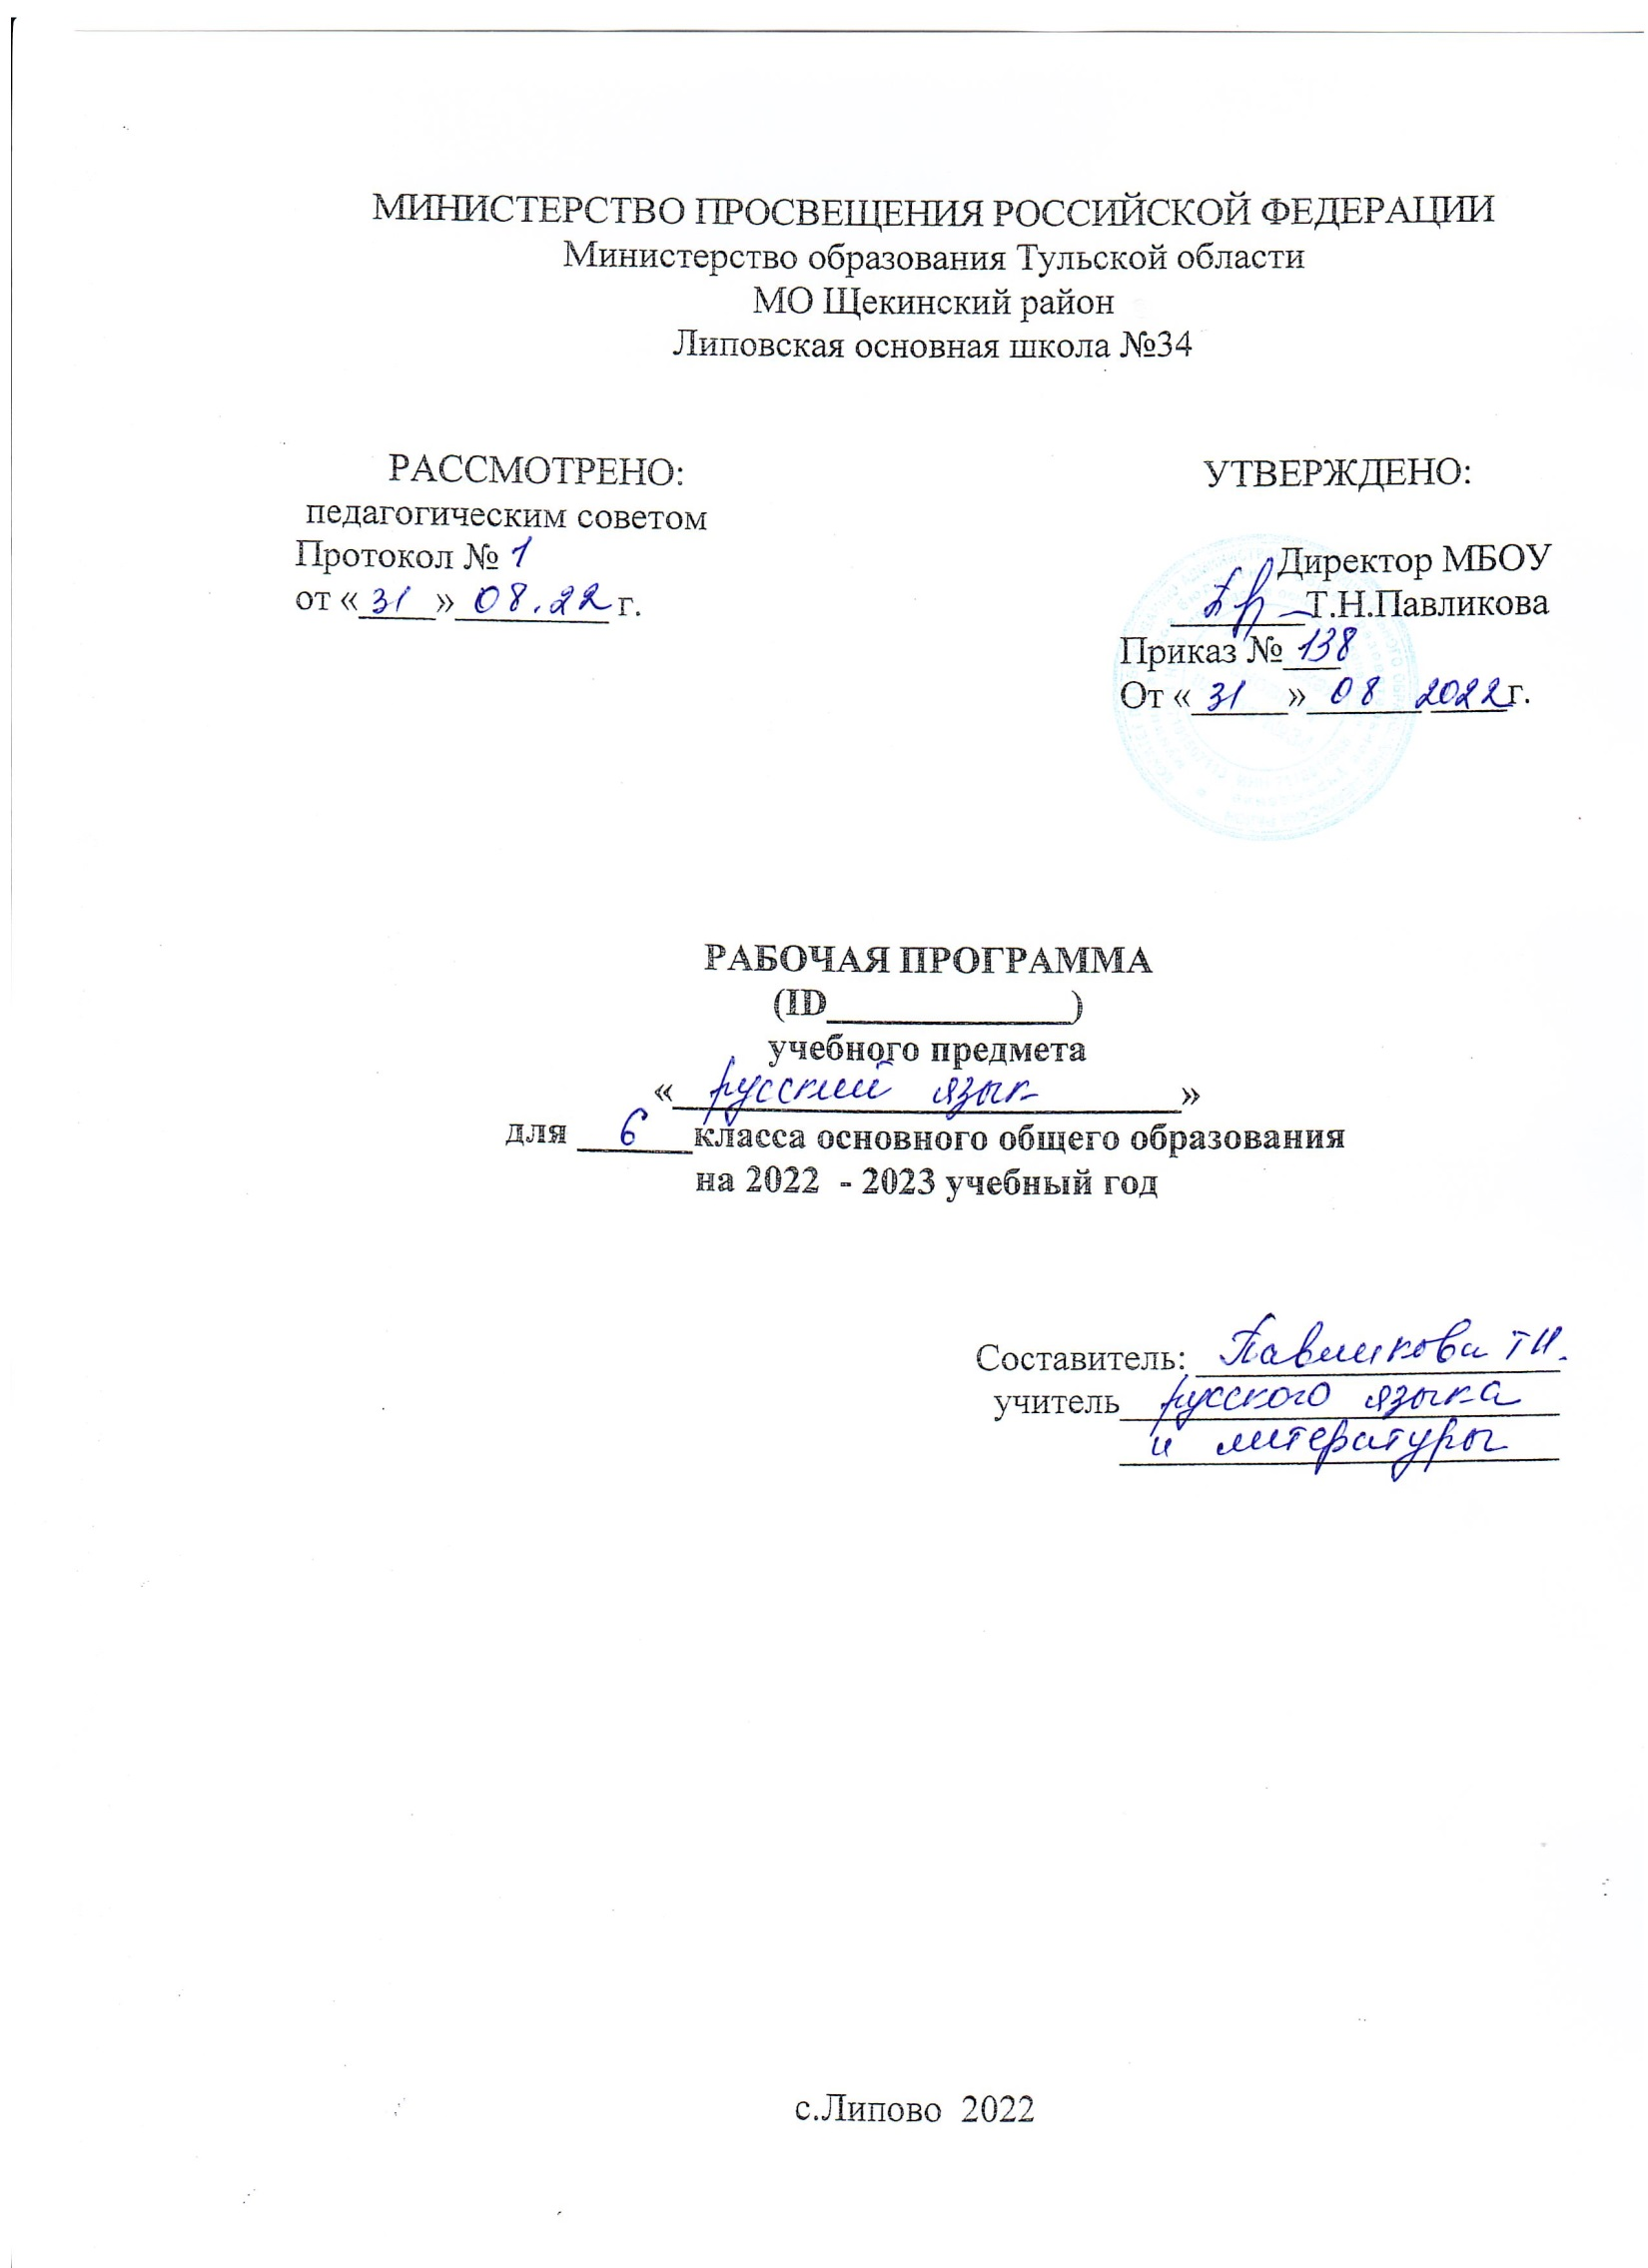 МИНИСТЕРСТВО ПРОСВЕЩЕНИЯ РОССИЙСКОЙ ФЕДЕРАЦИИ
Министерство образования Тульской области
МО Щекинский район
Липовская основная школа №34
РАССМОТРЕНО:
педагогическим советом
Протокол № 1
от « 31 » 08.22 г.
УТВЕРЖДЕНО:
Директор МБОУ
Т.Н.Павликова
Приказ № 138
От « 31 » 08 2022г.
РАБОЧАЯ ПРОГРАММА
(ID____________)
учебного предмета
« русский язык »
для 6 класса основного общего образования
на 2022 - 2023 учебный год
Составитель: Павликова ТН.
учитель русского языка
и литературы
с.Липово 2022